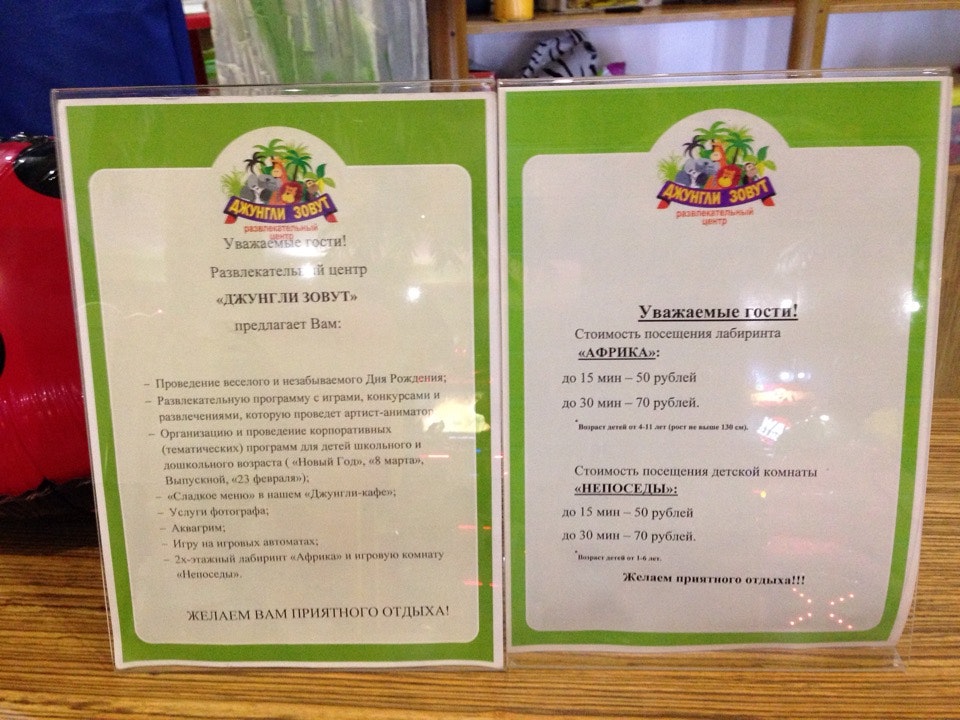 ДЖУНГЛИ ЗОВУТ
развлекательный
центр
Уважаемые гости!
Развлекательный центр
«ДЖУНГЛИ ЗОВУТ»
предлагает Вам:
– Проведение веселого и незабываемого Дня Рождения;
– Развлекательную программу с играми, конкурсами и
развлечениями, которую проведет артист-аниматор
– Организацию и проведение корпоративных
(тематических) программ для детей школьного и
дошкольного возраста ( «Новый Год», «8 марта»,
Выпускной, «23 февраля»);
– «Сладкое меню» в нашем «Джунгли-кафе»;
– Услуги фотографа;
– Аквагрим;
– Игру на игровых автоматах;
– 2х-этажный лабиринт «Африка» и игровую комнату
«Непоседы».
ЖЕЛАЕМ ВАМ ПРИЯТНОГО ОТДЫХА!
ДЖУНГЛИ ЗОВУТ
развлекательный
центр
Уважаемые гости!
Стоимость посещения лабиринта
«АФРИКА»:
до 15 мин – 50 рублей
до 30 мин – 70 рублей.
*Возраст детей от 4-11 лет (рост не выше 130 см).
Стоимость посещения детской комнаты
«НЕПОСЕДЫ»:
до 15 мин – 50 рублей
до 30 мин – 70 рублей.
*Возраст детей от 1-6 лет.
Желаем приятного отдыха!!!